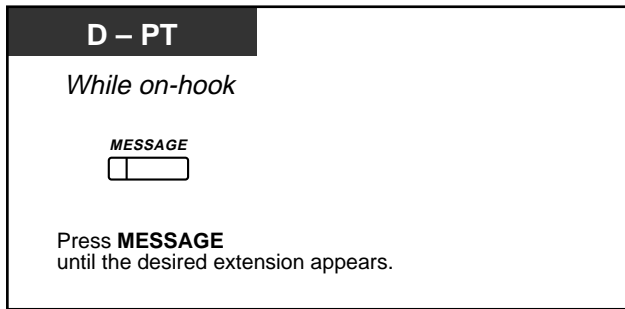 D – PT
While on-hook
MESSAGE
Press MESSAGE
until the desired extension appears.